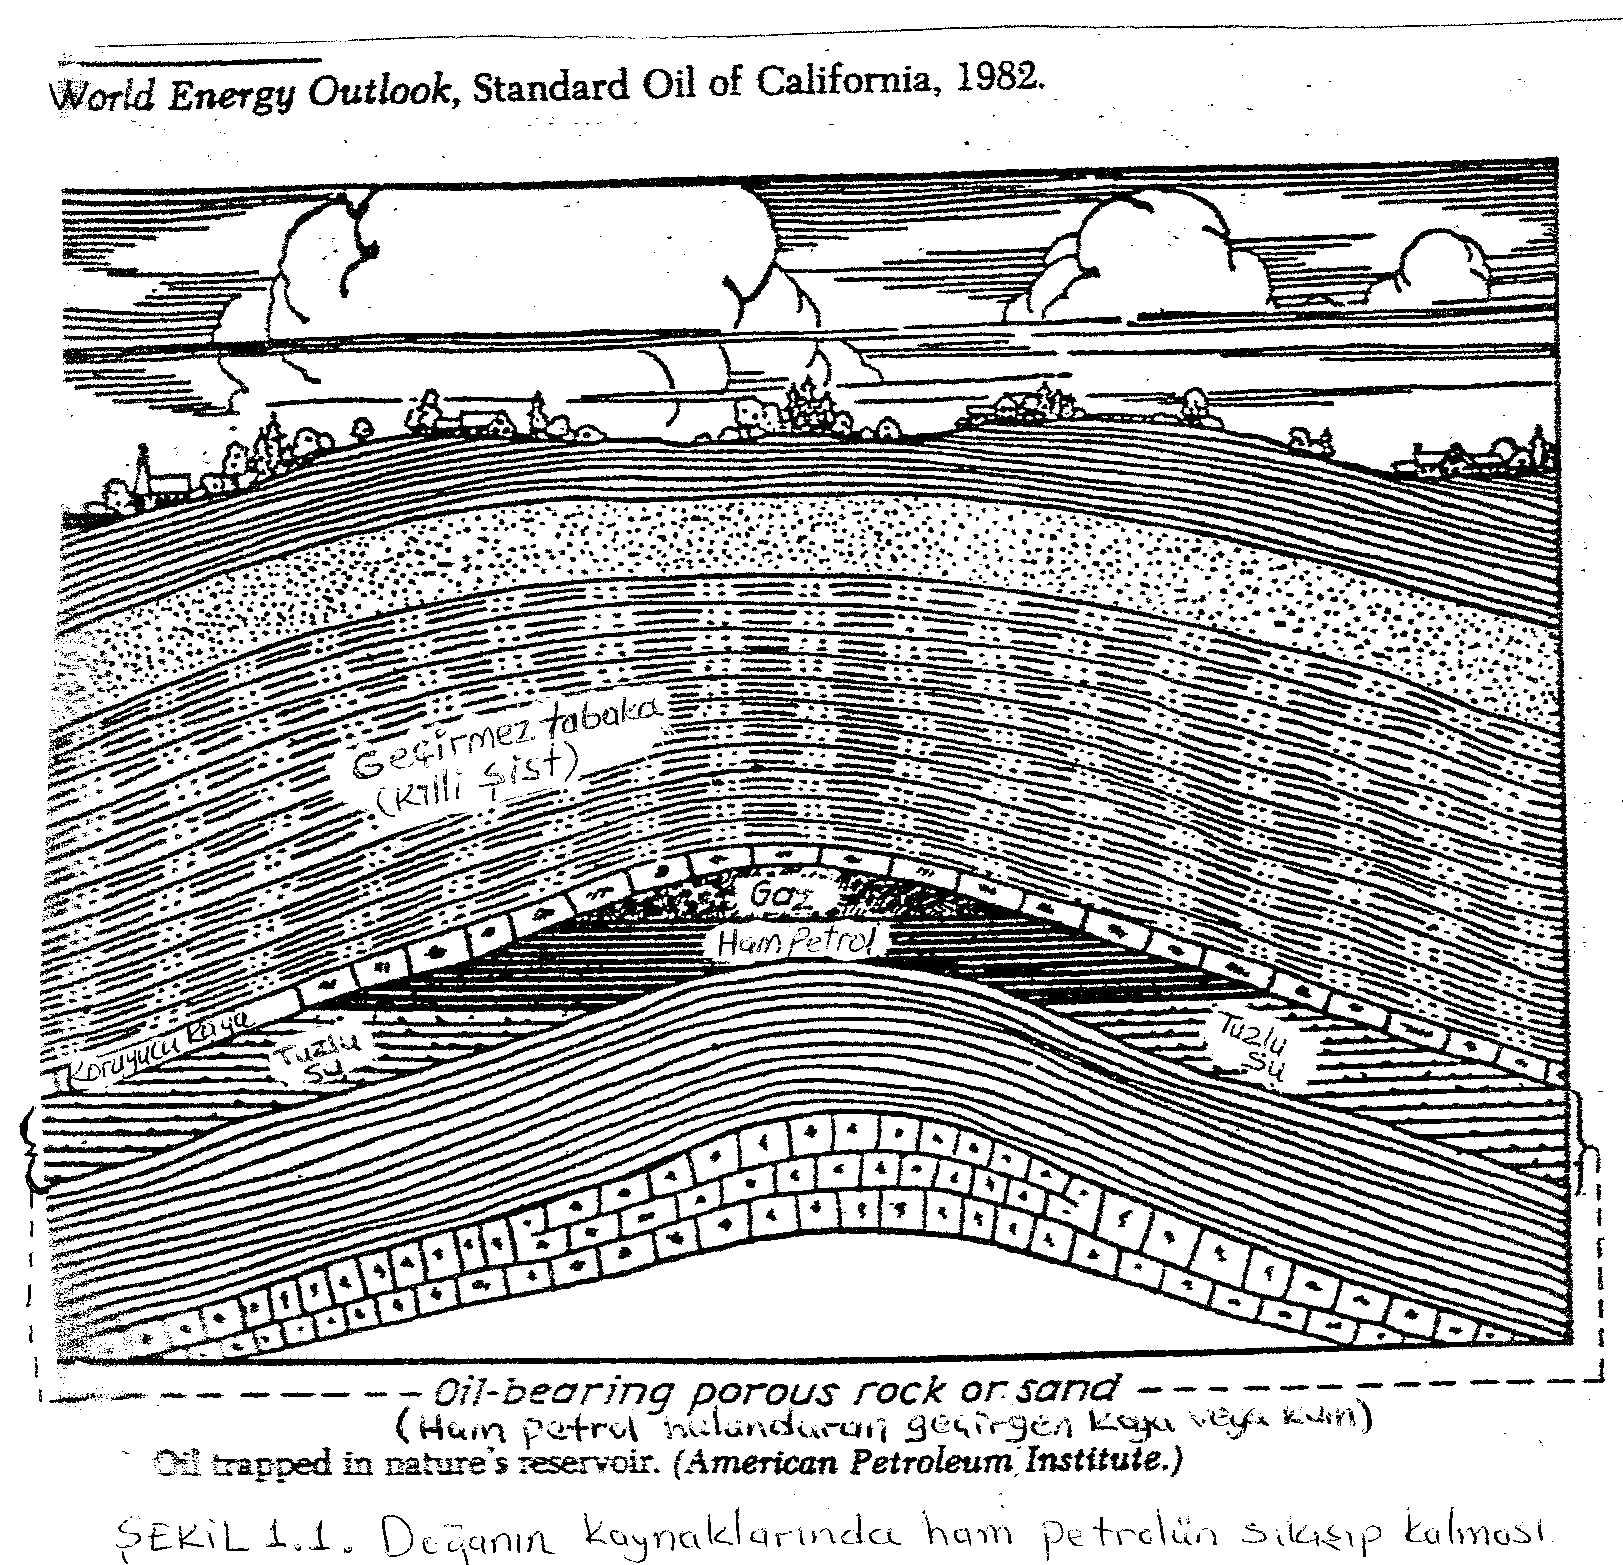 World Energy Outlook, Standard Oil of California, 1982.
Geçirmez tabaka
(Killi Şist)
Gaz
Ham Petrol
Koruyucu Kaya
Tuzlu
Su
Tuzlu
Su
Oil-bearing porous rock or sand
(Ham petrol bulunduran geçirgen kaya veya kum)
Oil trapped in nature's reservoir. (American Petroleum Institute.)
ŞEKİL 1.1. Doğanın kaynaklarında ham petrolün sıkışıp kalması